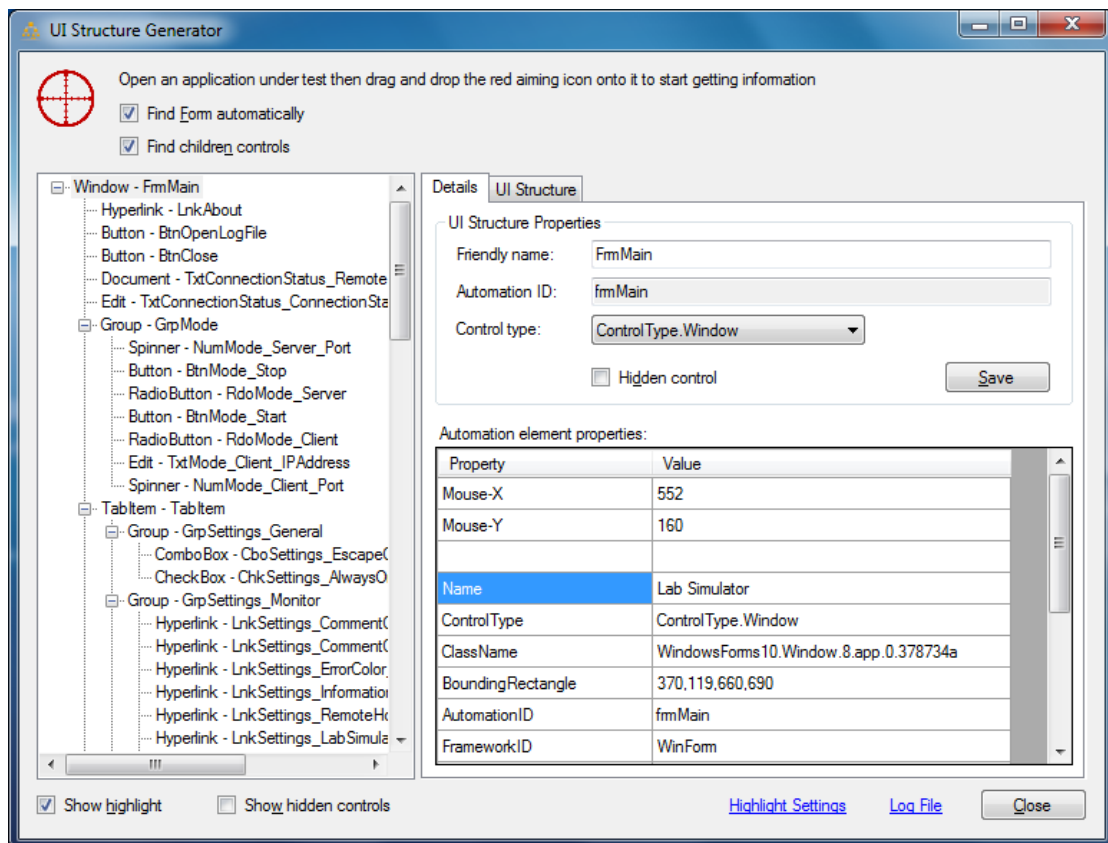 UI Structure Generator
Open an application under test then drag and drop the red aiming icon onto it to start getting information
Find Form automatically
Find children controls
Window - FrmMain
Hyperlink - LnkAbout
Button - BtnOpenLogFile
Button - BtnClose
Document - TxtConnectionStatus_Remote
Edit - TxtConnectionStatus_ConnectionSta
Group - GrpMode
Spinner - NumMode_Server_Port
Button - BtnMode_Stop
RadioButton - RdoMode_Server
Button - BtnMode_Start
RadioButton - RdoMode_Client
Edit - TxtMode_Client_IPAddress
Spinner - NumMode_Client_Port
TabItem - TabItem
Group - GrpSettings_General
ComboBox - CboSettings_EscapeC
CheckBox - ChkSettings_AlwaysO
Group - GrpSettings_Monitor
Hyperlink - LnkSettings_CommentC
Hyperlink - LnkSettings_CommentC
Hyperlink - LnkSettings_ErrorColor_
Hyperlink - LnkSettings_Information
Hyperlink - LnkSettings_RemoteHo
Hyperlink - LnkSettings_LabSimula
Details UI Structure
UI Structure Properties
Friendly name: FrmMain
Automation ID: frmMain
Control type: ControlType.Window
Hidden control Save
Automation element properties:
Property Value
Mouse-X 552
Mouse-Y 160
Name Lab Simulator
ControlType ControlType.Window
ClassName WindowsForms10.Window.8.app.0.378734a
BoundingRectangle 370,119,660,690
AutomationID frmMain
FrameworkID WinForm
Show highlight Show hidden controls Highlight Settings Log File Close